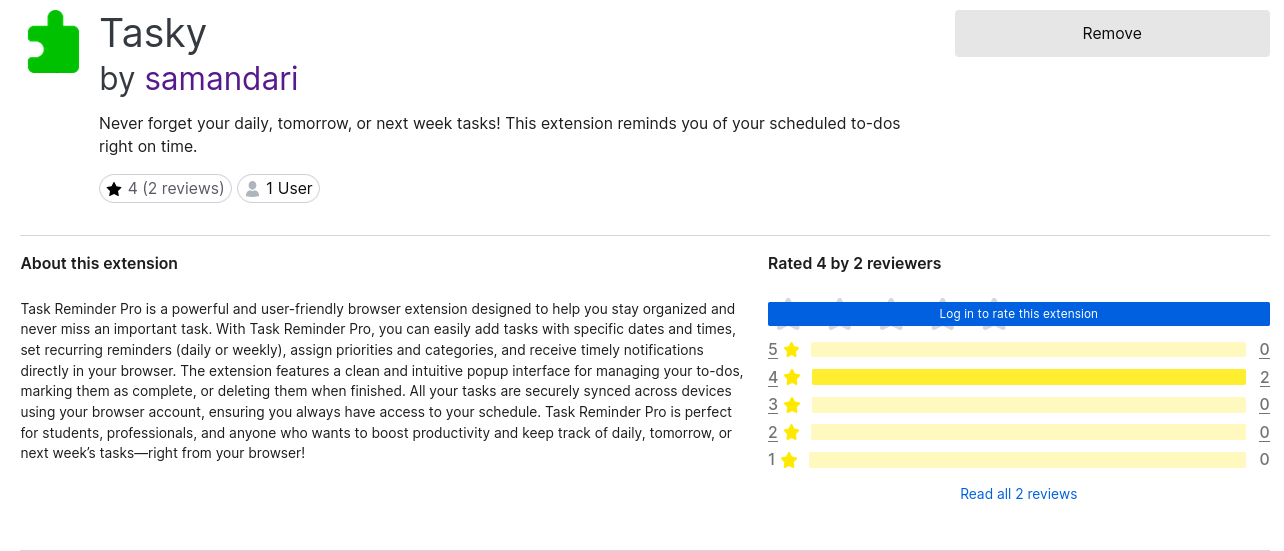 Tasky
by samandari
Remove
Never forget your daily, tomorrow, or next week tasks! This extension reminds you of your scheduled to-dos
right on time.
4 (2 reviews)
1 User
About this extension
Task Reminder Pro is a powerful and user-friendly browser extension designed to help you stay organized and
never miss an important task. With Task Reminder Pro, you can easily add tasks with specific dates and times,
set recurring reminders (daily or weekly), assign priorities and categories, and receive timely notifications
directly in your browser. The extension features a clean and intuitive popup interface for managing your to-dos,
marking them as complete, or deleting them when finished. All your tasks are securely synced across devices
using your browser account, ensuring you always have access to your schedule. Task Reminder Pro is perfect
for students, professionals, and anyone who wants to boost productivity and keep track of daily, tomorrow, or
next week’s tasks—right from your browser!
Rated 4 by 2 reviewers
Log in to rate this extension
5 0
4 2
3 0
2 0
1 0
Read all 2 reviews